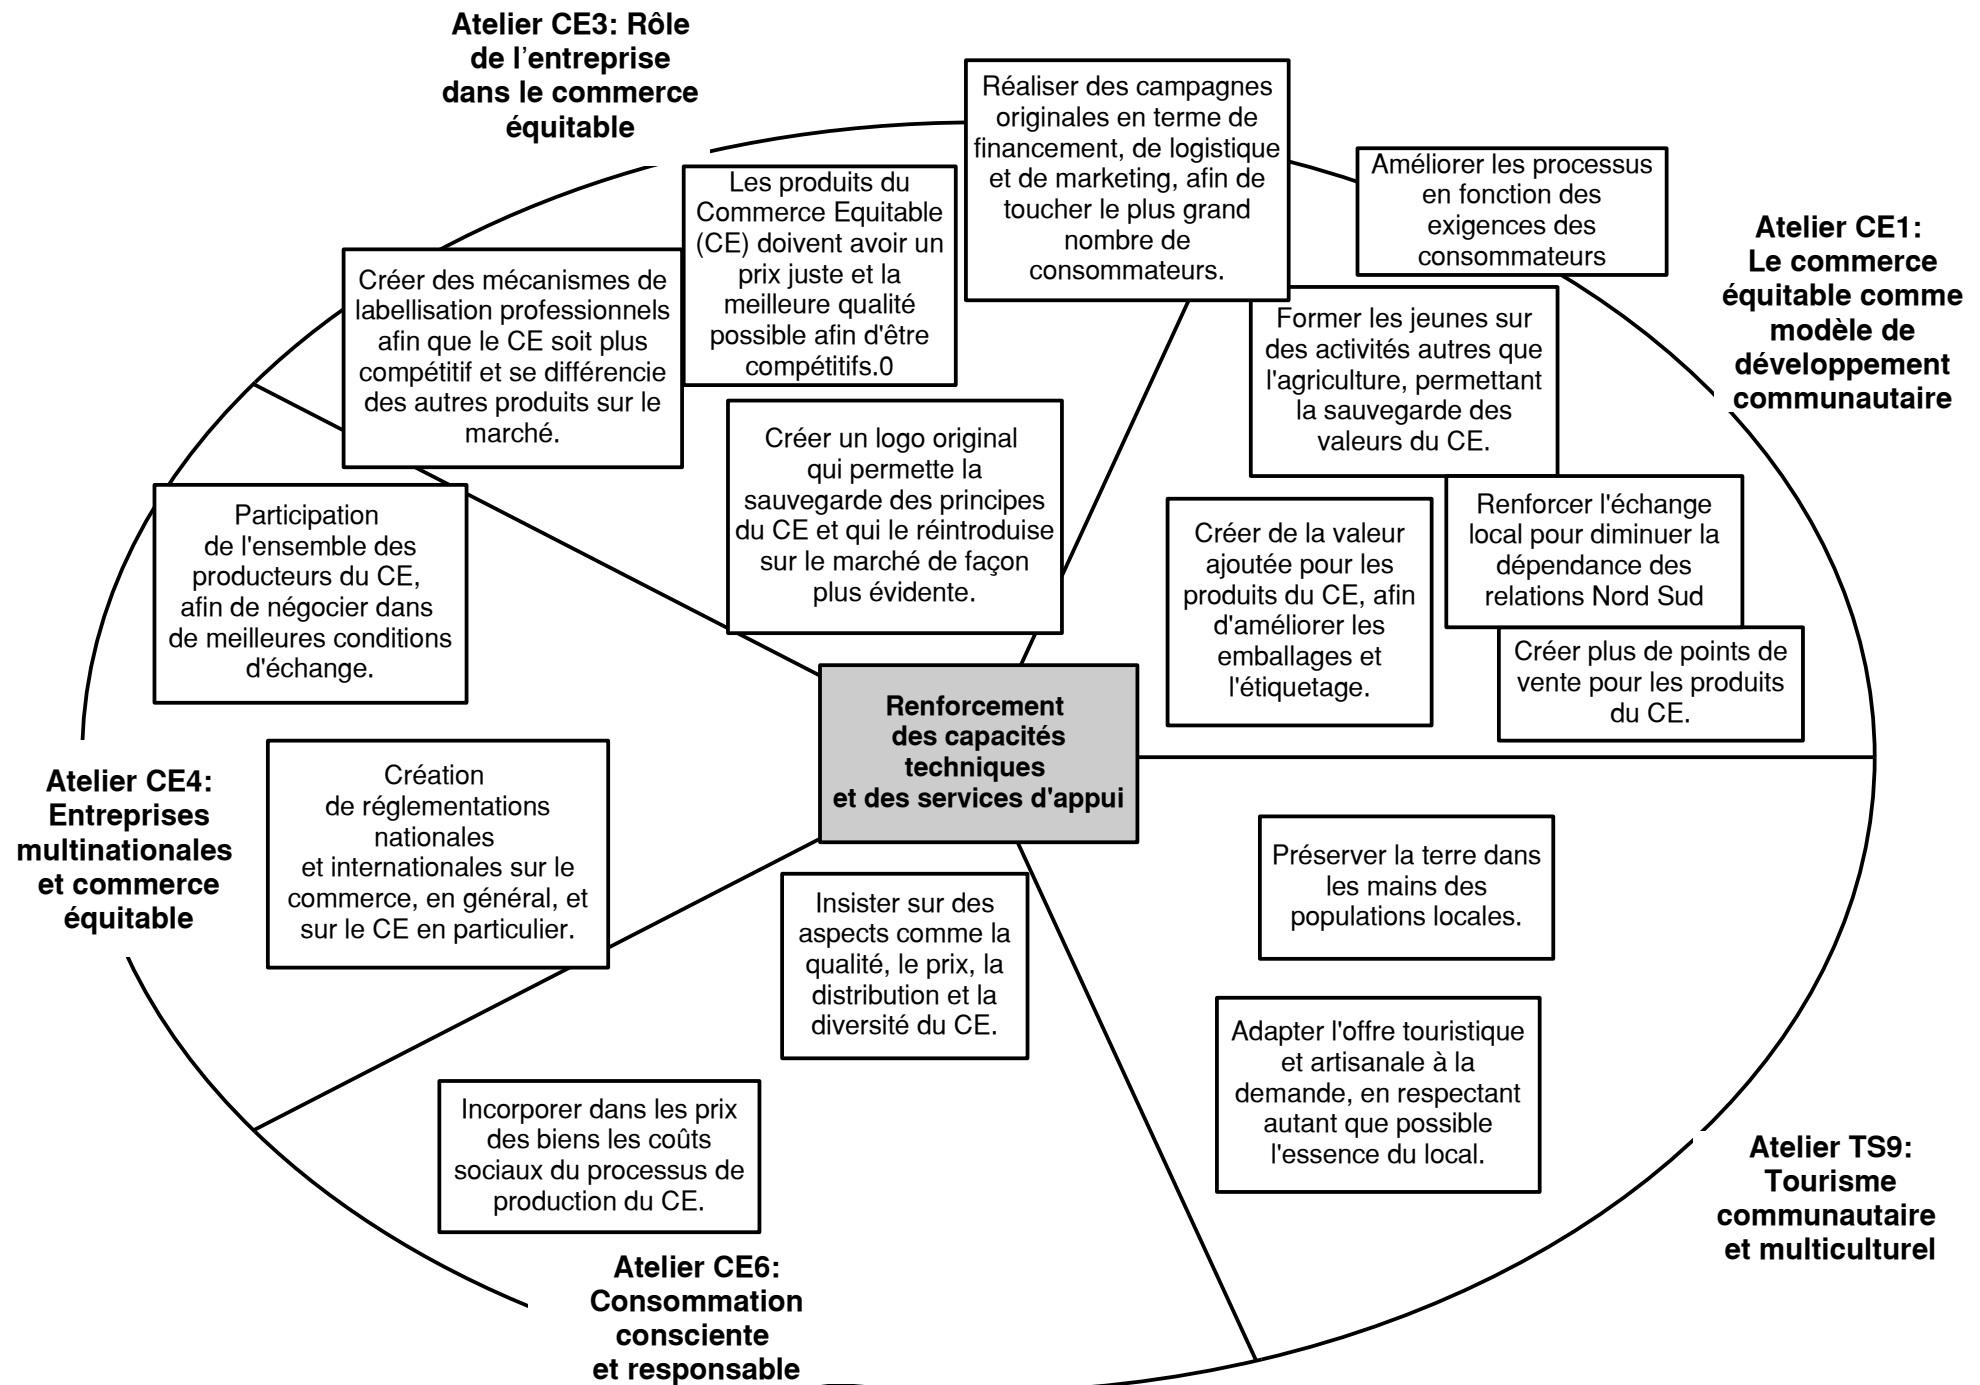 Atelier CE3: Rôle
de l'entreprise
dans le commerce
équitable
Réaliser des campagnes
originales en terme de
financement, de logistique
et de marketing, afin de
toucher le plus grand
nombre de
consommateurs.
Améliorer les processus
en fonction des
exigences des
consommateurs
Les produits du
Commerce Equitable
(CE) doivent avoir un
prix juste et la
meilleure qualité
possible afin d'être
compétitifs.0
Atelier CE1:
Le commerce
équitable comme
modèle de
développement
communautaire
Créer des mécanismes de
labellisation professionnels
afin que le CE soit plus
compétitif et se différencie
des autres produits sur le
marché.
Former les jeunes sur
des activités autres que
l'agriculture, permettant
la sauvegarde des
valeurs du CE.
Créer un logo original
qui permette la
sauvegarde des principes
du CE et qui le réintroduise
sur le marché de façon
plus évidente.
Participation
de l'ensemble des
producteurs du CE,
afin de négocier dans
de meilleures conditions
d'échange.
Créer de la valeur
ajoutée pour les
produits du CE, afin
d'améliorer les
emballages et
l'étiquetage.
Renforcer l'échange
local pour diminuer la
dépendance des
relations Nord Sud
Créer plus de points de
vente pour les produits
du CE.
Renforcement
des capacités
techniques
et des services d'appui
Atelier CE4:
Entreprises
multinationales
et commerce
équitable
Création
de réglementations
nationales
et internationales sur le
commerce, en général, et
sur le CE en particulier.
Préserver la terre dans
les mains des
populations locales.
Insister sur des
aspects comme la
qualité, le prix, la
distribution et la
diversité du CE.
Adapter l'offre touristique
et artisanale à la
demande, en respectant
autant que possible
l'essence du local.
Incorporer dans les prix
des biens les coûts
sociaux du processus de
production du CE.
Atelier TS9:
Tourisme
communautaire
et multiculturel
Atelier CE6:
Consommation
consciente
et responsable